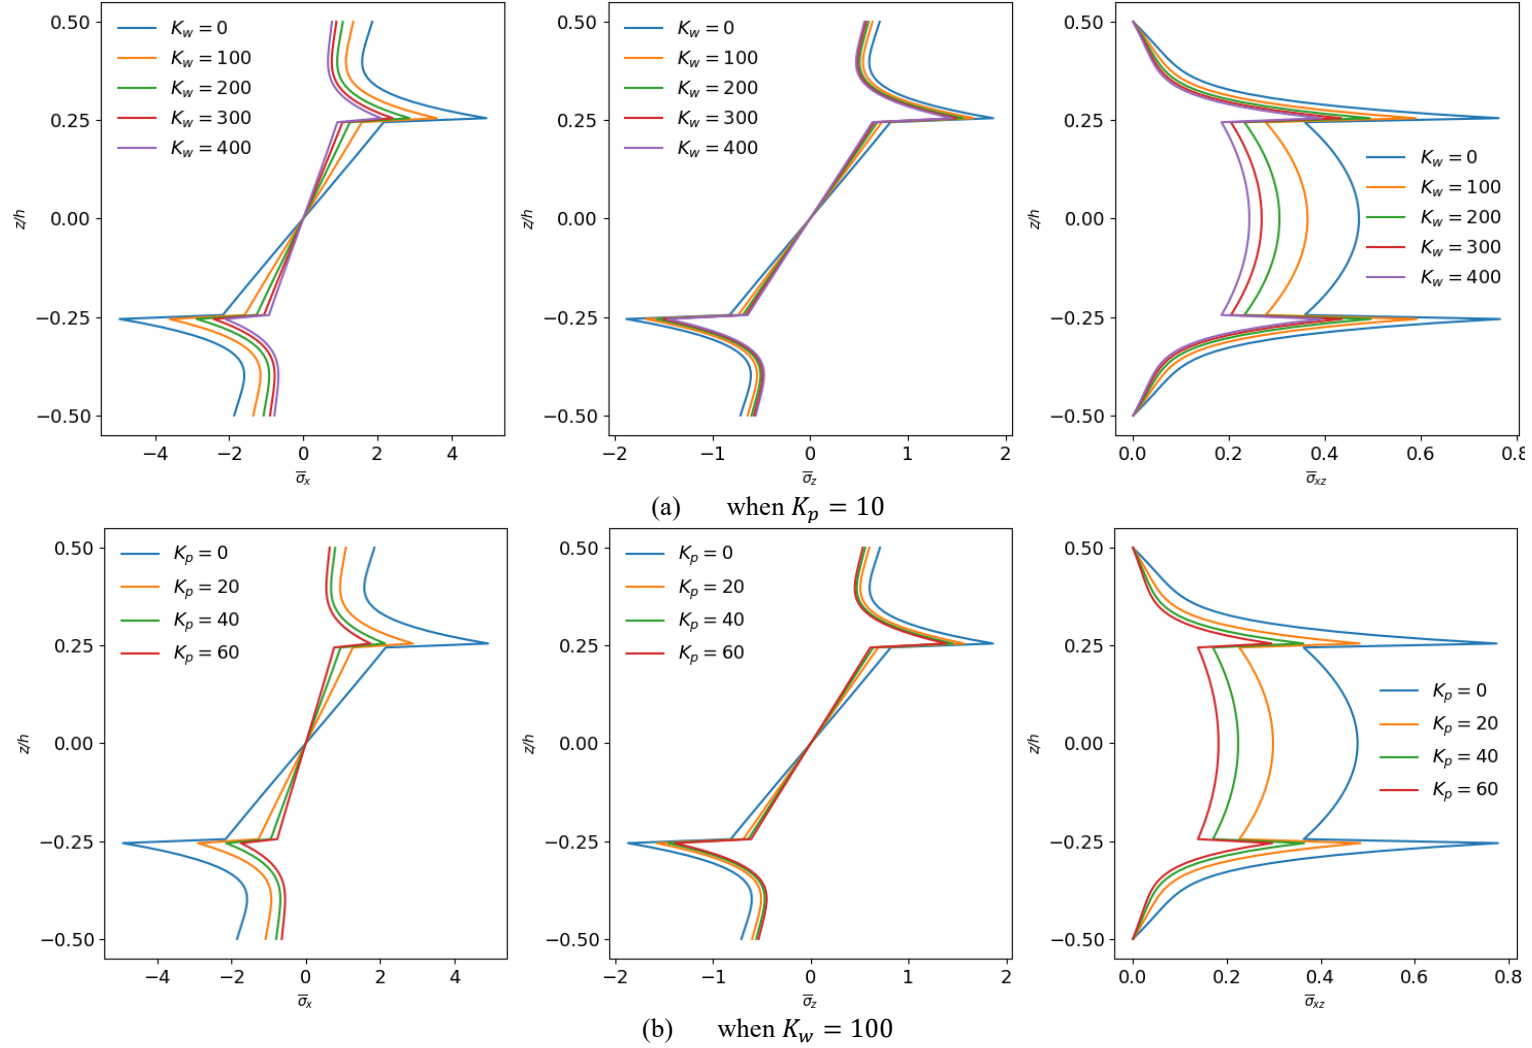 0.50
0.25
0.00
−0.25
−0.50
z/h
K_w = 0
K_w = 100
K_w = 200
K_w = 300
K_w = 400
−4 −2 0 2 4
σ̅_x
0.50
0.25
0.00
−0.25
−0.50
z/h
K_w = 0
K_w = 100
K_w = 200
K_w = 300
K_w = 400
−2 −1 0 1 2
σ̅_z
0.50
0.25
0.00
−0.25
−0.50
z/h
K_w = 0
K_w = 100
K_w = 200
K_w = 300
K_w = 400
0.0 0.2 0.4 0.6 0.8
σ̅_xz
(a) when K_p = 10
0.50
0.25
0.00
−0.25
−0.50
z/h
K_p = 0
K_p = 20
K_p = 40
K_p = 60
−4 −2 0 2 4
σ̅_x
0.50
0.25
0.00
−0.25
−0.50
z/h
K_p = 0
K_p = 20
K_p = 40
K_p = 60
−2 −1 0 1 2
σ̅_z
0.50
0.25
0.00
−0.25
−0.50
z/h
K_p = 0
K_p = 20
K_p = 40
K_p = 60
0.0 0.2 0.4 0.6 0.8
σ̅_xz
(b) when K_w = 100